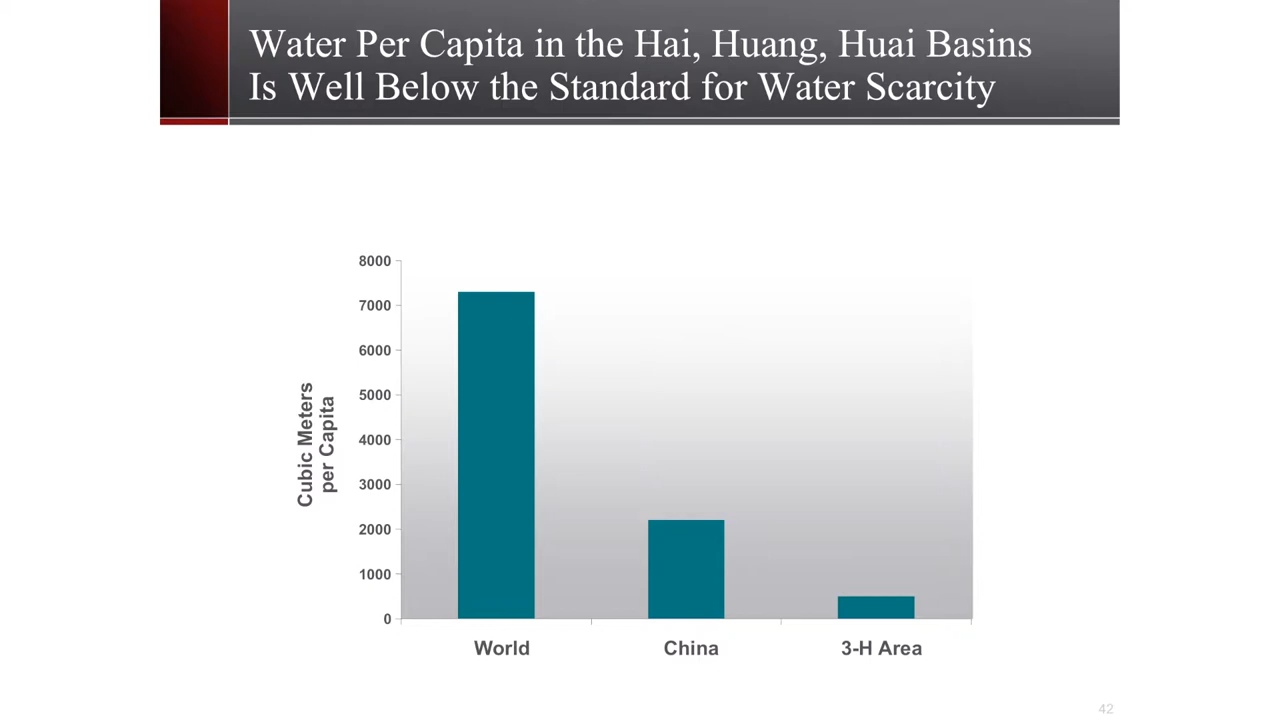 Water Per Capita in the Hai, Huang, Huai Basins
Is Well Below the Standard for Water Scarcity
Cubic Meters
per Capita
8000
7000
6000
5000
4000
3000
2000
1000
0
World
China
3-H Area
42